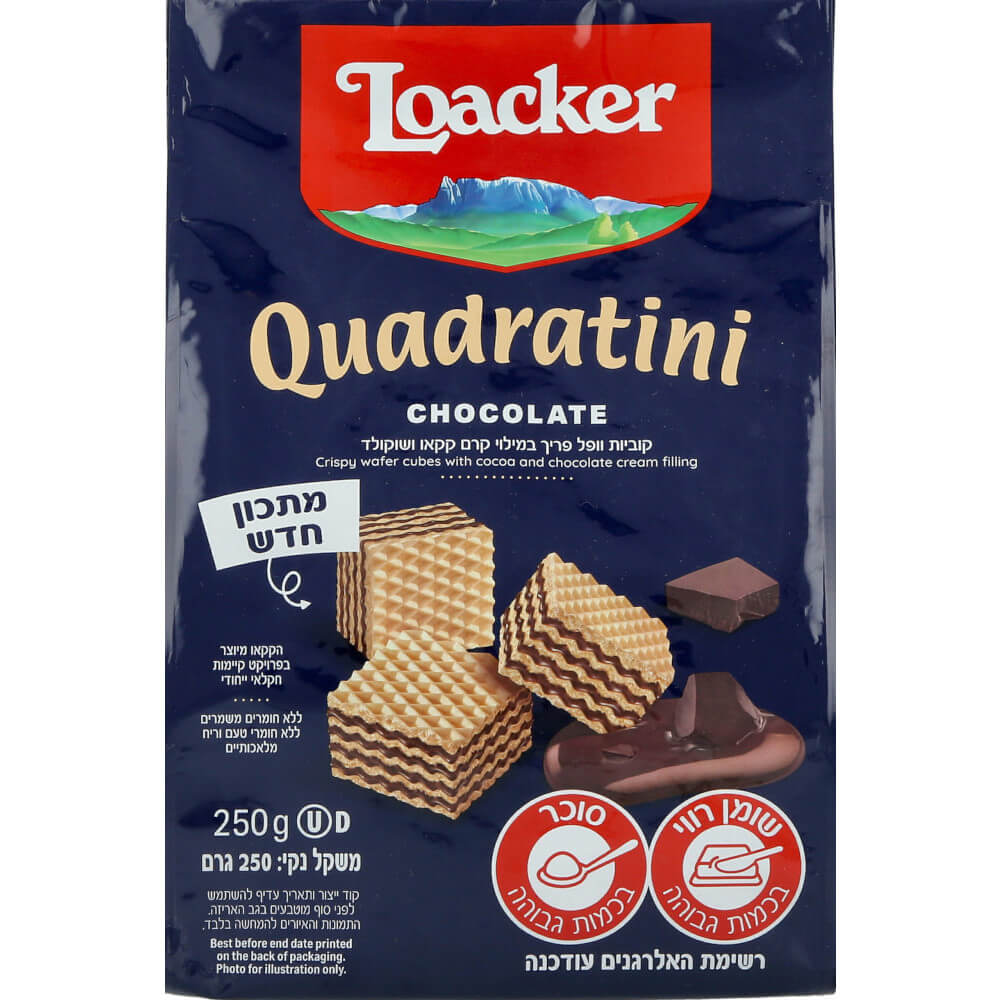 Loacker
Quadratini
CHOCOLATE
קוביות וופל פריך במילוי קרם קקאו ושוקולד
Crispy wafer cubes with cocoa and chocolate cream filling
מתכון
חדש
הקקאו מיוצר
בפרויקט קיימות
חקלאי ייחודי
ללא חומרים משמרים
ללא חומרי טעם וריח
מלאכותיים
250g U D
משקל נקי: 250 גרם
קוד ייצור ותאריך עדיף להשתמש
לפני סוף מוטבעים בגב האריזה.
התמונות והאיורים להמחשה בלבד.
Best before end date printed
on the back of packaging.
Photo for illustration only.
סוכר
בכמות גבוהה
שומן רווי
בכמות גבוהה
רשימת האלרגנים עודכנה